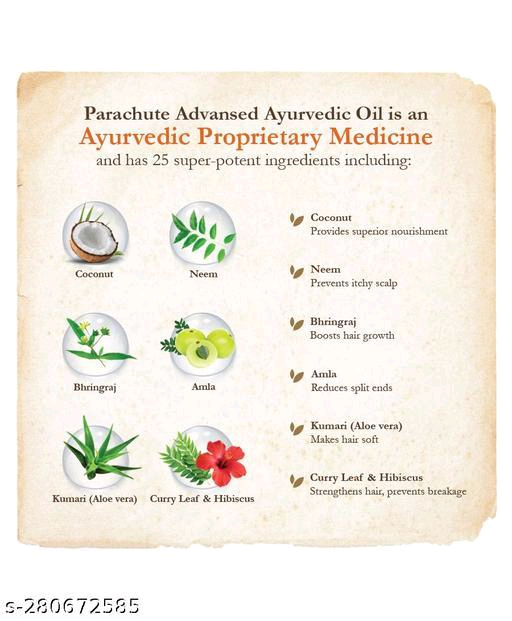 Parachute Advansed Ayurvedic Oil is an
Ayurvedic Proprietary Medicine
and has 25 super-potent ingredients including:
Coconut
Neem
Bhringraj
Amla
Kumari (Aloe vera)
Curry Leaf & Hibiscus
Coconut
Provides superior nourishment
Neem
Prevents itchy scalp
Bhringraj
Boosts hair growth
Amla
Reduces split ends
Kumari (Aloe vera)
Makes hair soft
Curry Leaf & Hibiscus
Strengthens hair, prevents breakage
s-280672585